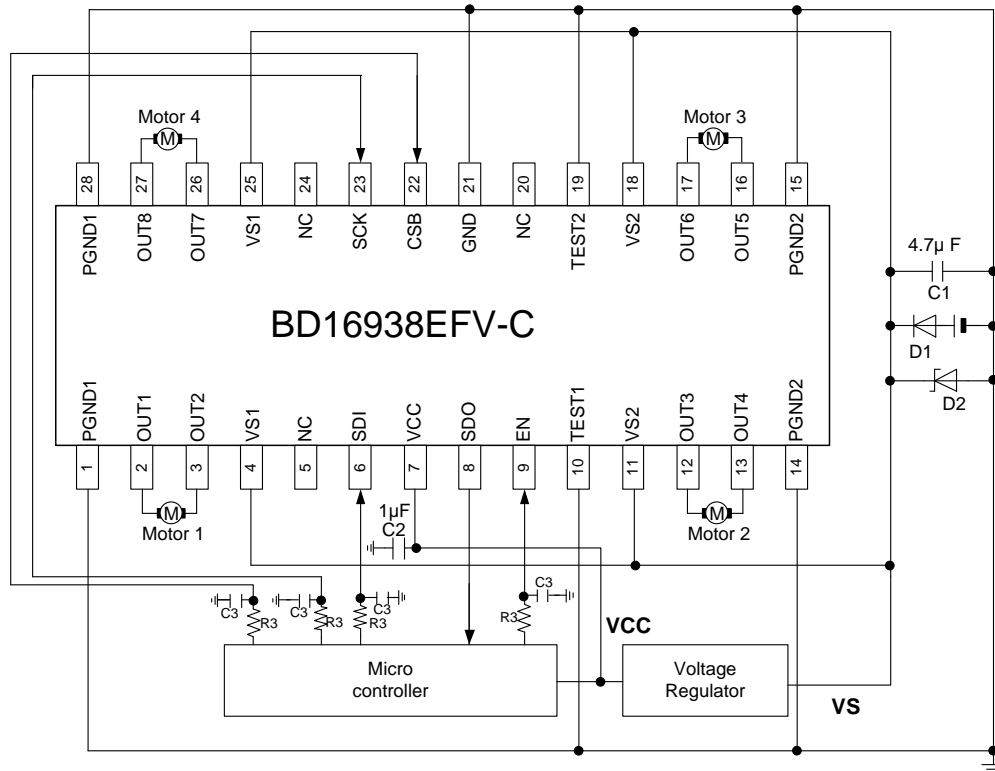 Motor 4
M
Motor 3
M
28 27 26 25 24 23 22 21 20 19 18 17 16 15
PGND1 OUT8 OUT7 VS1 NC SCK CSB GND NC TEST2 VS2 OUT6 OUT5 PGND2
4.7µ F
C1
D1
D2
BD16938EFV-C
PGND1 OUT1 OUT2 VS1 NC SDI VCC SDO EN TEST1 VS2 OUT3 OUT4 PGND2
1 2 3 4 5 6 7 8 9 10 11 12 13 14
M
Motor 1
1µF
C2
M
Motor 2
C3 C3 C3 C3
R3 R3 R3 R3
VCC
Micro
controller
Voltage
Regulator
VS